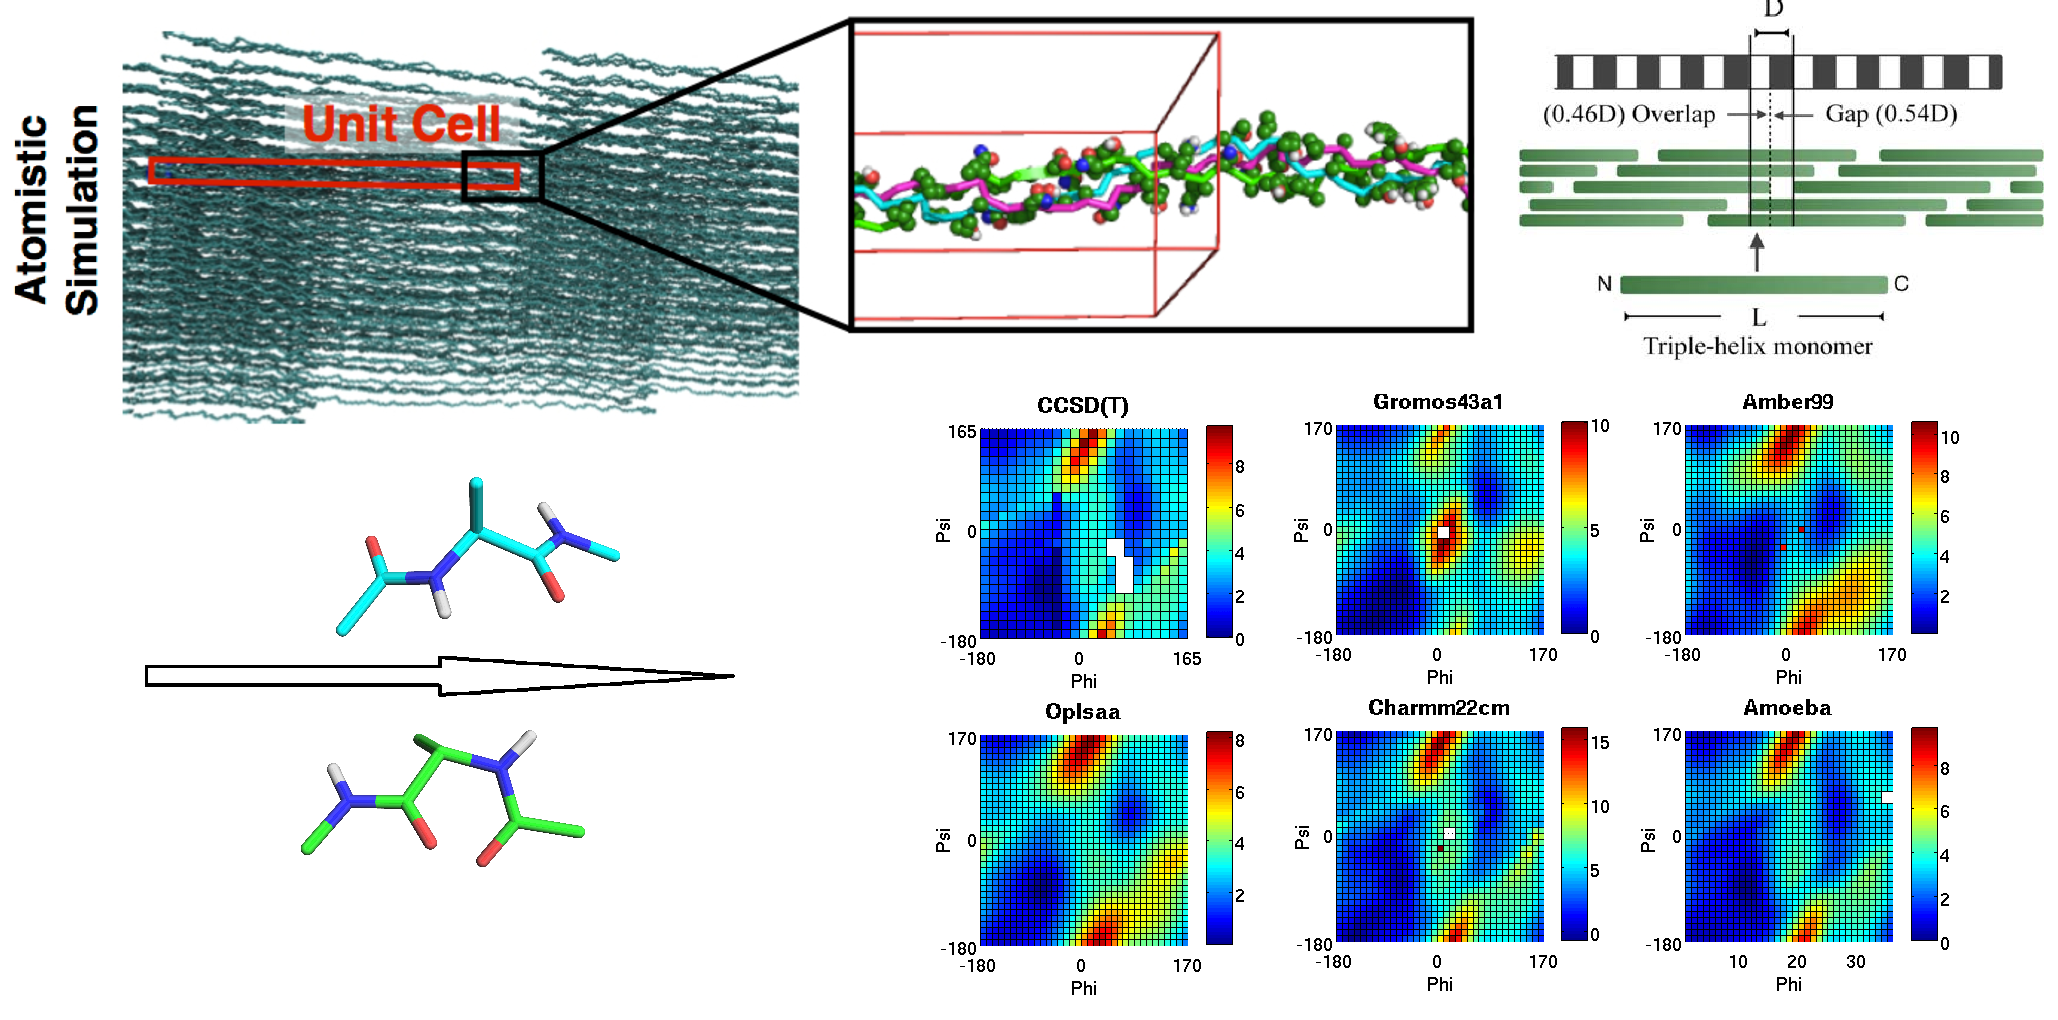 Atomistic
Simulation
Unit Cell
D
(0.46D) Overlap
Gap (0.54D)
N
C
L
Triple-helix monomer
CCSD(T)
165
0
-180
Psi
-180
0
165
Phi
8
6
4
2
0
Gromos43a1
170
0
-180
Psi
-180
0
170
Phi
10
5
0
Amber99
170
0
-180
Psi
-180
0
170
Phi
10
8
6
4
2
Oplsaa
170
0
-180
Psi
-180
0
170
Phi
8
6
4
2
Charmm22cm
170
0
-180
Psi
-180
0
170
Phi
15
10
5
0
Amoeba
170
0
-180
Psi
10
20
30
Phi
8
6
4
2
0